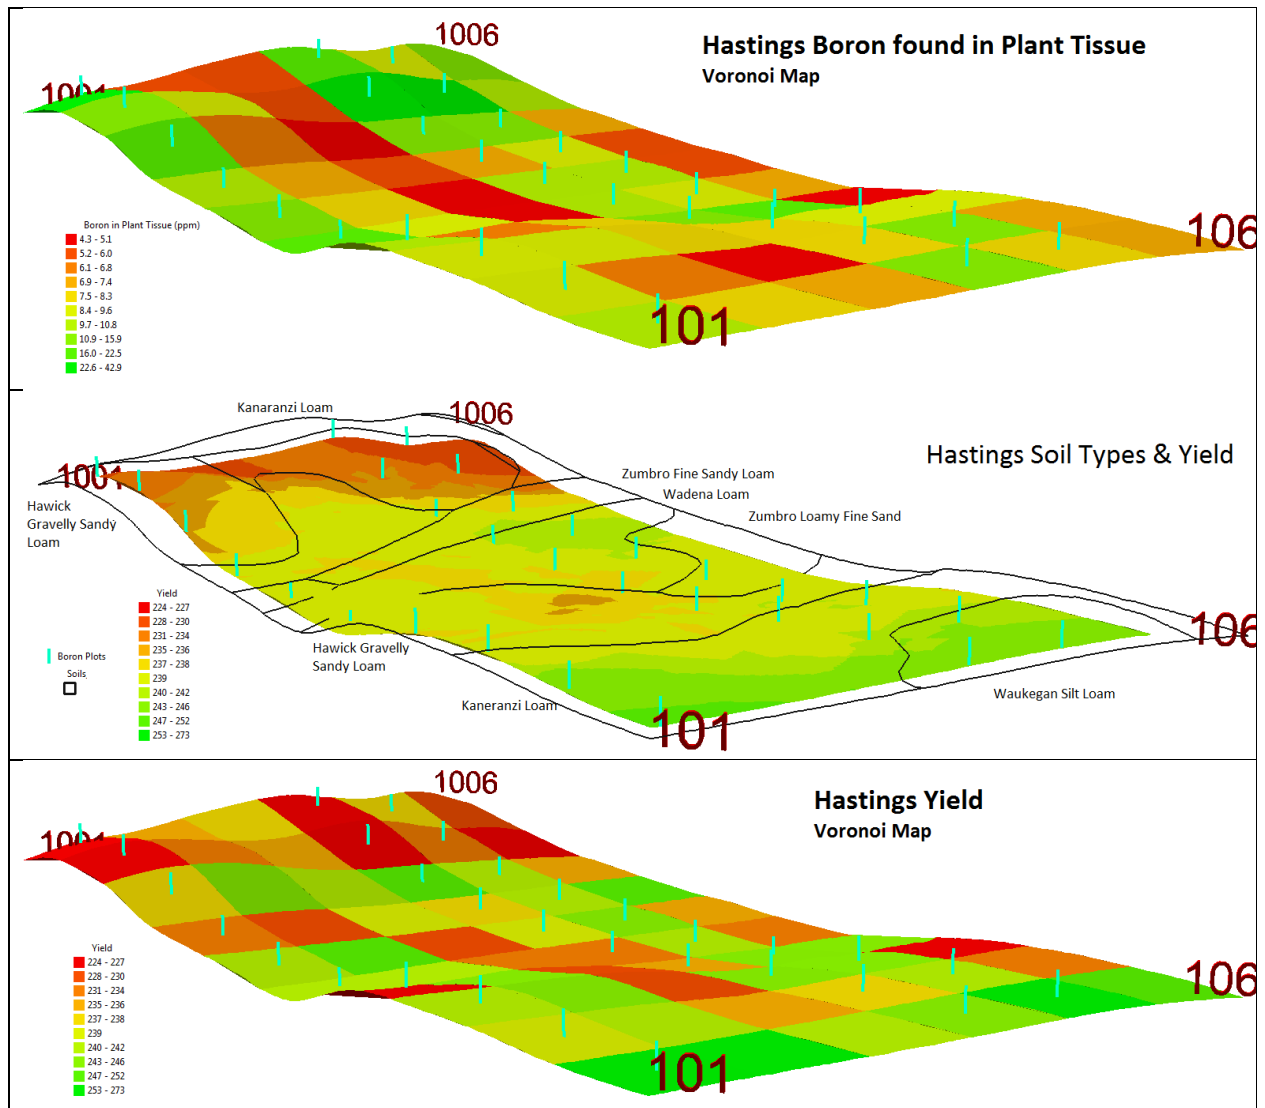 1006
Hastings Boron found in Plant Tissue
Voronoi Map
1001
Boron in Plant Tissue (ppm)
4.3 - 5.1
5.2 - 6.0
6.1 - 6.8
6.9 - 7.4
7.5 - 8.3
8.4 - 9.6
9.7 - 10.8
10.9 - 15.9
16.0 - 22.5
22.6 - 42.9
106
101
Kanaranzi Loam
1006
Hastings Soil Types & Yield
Zumbro Fine Sandy Loam
Wadena Loam
Zumbro Loamy Fine Sand
1001
Hawick
Gravelly Sandy
Loam
Yield
224 - 227
228 - 230
231 - 234
235 - 236
237 - 238
239
240 - 242
243 - 246
247 - 252
253 - 273
Boron Plots
Soils
Hawick Gravelly
Sandy Loam
Kaneranzi Loam
Waukegan Silt Loam
106
101
1006
Hastings Yield
Voronoi Map
1001
Yield
224 - 227
228 - 230
231 - 234
235 - 236
237 - 238
239
240 - 242
243 - 246
247 - 252
253 - 273
106
101